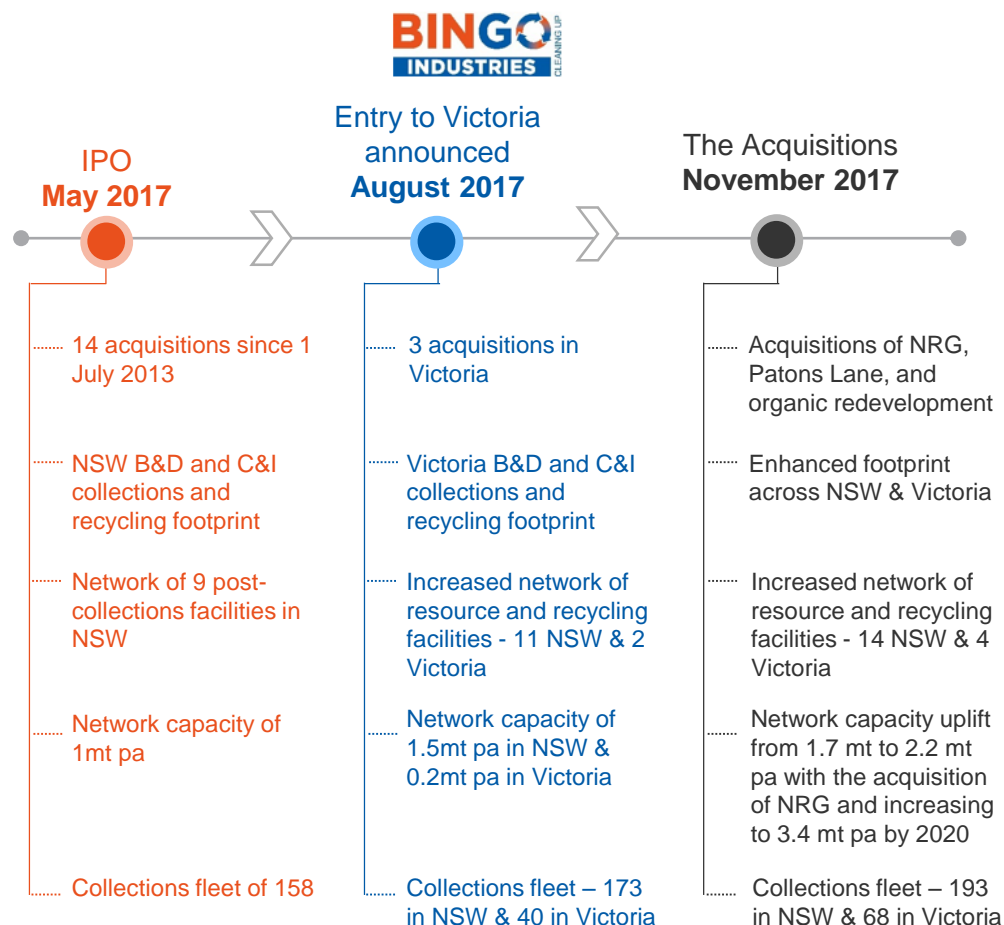 BINGO
INDUSTRIES
CLEANING UP
IPO
May 2017
14 acquisitions since 1
July 2013
NSW B&D and C&I
collections and
recycling footprint
Network of 9 post-
collections facilities in
NSW
Network capacity of
1mt pa
Collections fleet of 158
Entry to Victoria
announced
August 2017
3 acquisitions in
Victoria
Victoria B&D and C&I
collections and
recycling footprint
Increased network of
resource and recycling
facilities - 11 NSW & 2
Victoria
Network capacity of
1.5mt pa in NSW &
0.2mt pa in Victoria
Collections fleet – 173
in NSW & 40 in Victoria
The Acquisitions
November 2017
Acquisitions of NRG,
Patons Lane, and
organic redevelopment
Enhanced footprint
across NSW & Victoria
Increased network of
resource and recycling
facilities - 14 NSW & 4
Victoria
Network capacity uplift
from 1.7 mt to 2.2 mt
pa with the acquisition
of NRG and increasing
to 3.4 mt pa by 2020
Collections fleet – 193
in NSW & 68 in Victoria